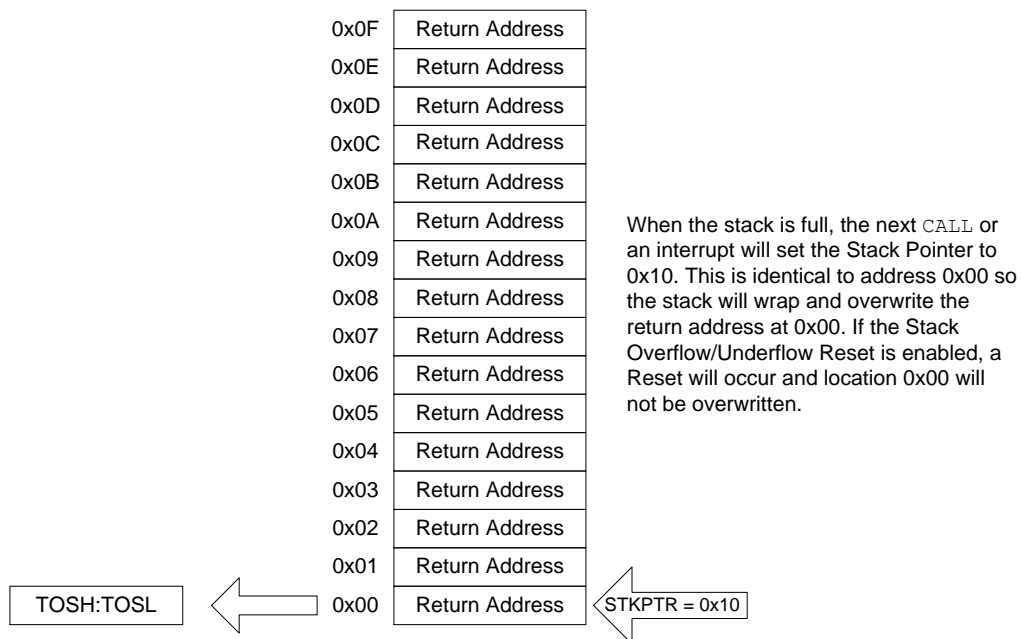 0x0F Return Address
0x0E Return Address
0x0D Return Address
0x0C Return Address
0x0B Return Address
0x0A Return Address
0x09 Return Address
0x08 Return Address
0x07 Return Address
0x06 Return Address
0x05 Return Address
0x04 Return Address
0x03 Return Address
0x02 Return Address
0x01 Return Address
TOSH:TOSL 0x00 Return Address STKPTR = 0x10
When the stack is full, the next CALL or
an interrupt will set the Stack Pointer to
0x10. This is identical to address 0x00 so
the stack will wrap and overwrite the
return address at 0x00. If the Stack
Overflow/Underflow Reset is enabled, a
Reset will occur and location 0x00 will
not be overwritten.